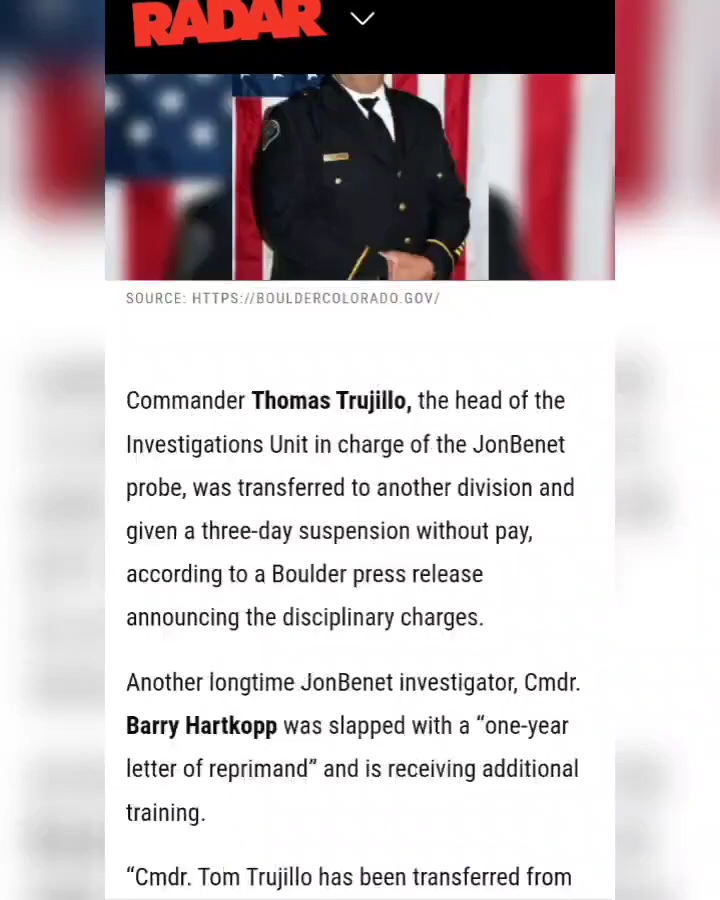 RADAR
SOURCE: HTTPS://BOULDERCOLORADO.GOV/
Commander Thomas Trujillo, the head of the
Investigations Unit in charge of the JonBenet
probe, was transferred to another division and
given a three-day suspension without pay,
according to a Boulder press release
announcing the disciplinary charges.
Another longtime JonBenet investigator, Cmdr.
Barry Hartkopp was slapped with a “one-year
letter of reprimand” and is receiving additional
training.
“Cmdr. Tom Trujillo has been transferred from